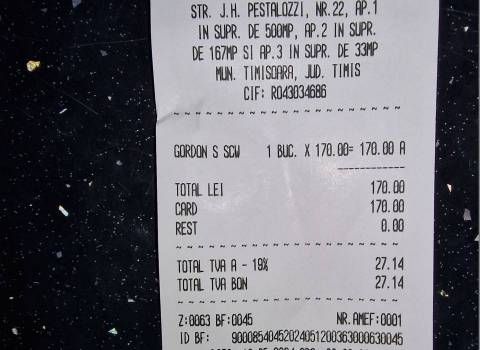 STR. J.H. PESTALOZZI, NR.22, AP.1
IN SUPR. DE 500MP, AP.2 IN SUPR.
DE 167MP SI AP.3 IN SUPR. DE 33MP
MUN. TIMISOARA, JUD. TIMIS
CIF: RO43034686
~ ~ ~ ~ ~ ~ ~ ~ ~ ~ ~ ~ ~ ~ ~ ~ ~ ~ ~ ~
GORDON S SCW 1 BUC. X 170.00= 170.00 A
--------------
TOTAL LEI 170.00
CARD 170.00
REST 0.00
~ ~ ~ ~ ~ ~ ~ ~ ~ ~ ~ ~ ~ ~ ~ ~ ~ ~ ~ ~
TOTAL TVA A - 19% 27.14
TOTAL TVA BON 27.14
~ ~ ~ ~ ~ ~ ~ ~ ~ ~ ~ ~ ~ ~ ~ ~ ~ ~ ~ ~
Z:0063 BF:0045 NR.AMEF:0001
ID BF: 9000854045202405120036300063​0045